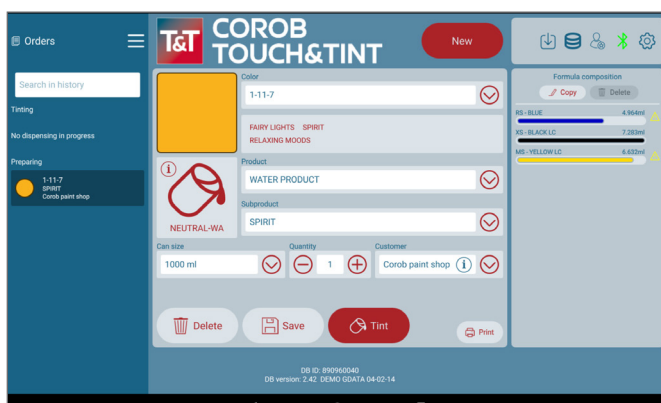 Orders
T&T
COROB
TOUCH&TINT
New
Search in history
Tinting
No dispensing in progress
Preparing
1-11-7
SPIRIT
Corob paint shop
Color
1-11-7
FAIRY LIGHTS SPIRIT
RELAXING MOODS
i
NEUTRAL-WA
Product
WATER PRODUCT
Subproduct
SPIRIT
Can size
1000 ml
Quantity
1
Customer
Corob paint shop i
Delete
Save
Tint
Print
DB ID: 890960040
DB version: 2.42 DEMO GDATA 04-02-14
Formula composition
Copy
Delete
RS - BLUE 4.964ml
XS - BLACK LC 7.283ml
MS - YELLOW LC 6.632ml